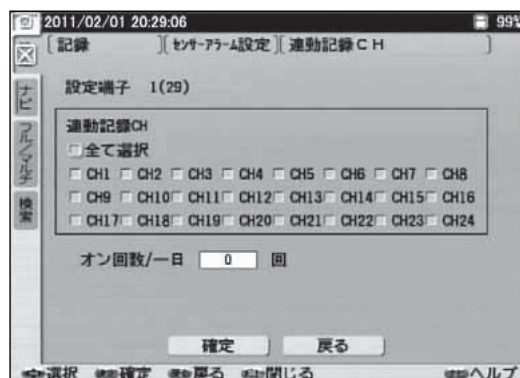 2011/02/01 20:29:06 99%
[記録 ][ｾﾝｻｰｱﾗｰﾑ設定][連動記録CH ]
ナビ
フル/マルチ
検索
設定端子 1(29)
連動記録CH
全て選択
CH1 CH2 CH3 CH4 CH5 CH6 CH7 CH8
CH9 CH10 CH11 CH12 CH13 CH14 CH15 CH16
CH17 CH18 CH19 CH20 CH21 CH22 CH23 CH24
オン回数/一日 0 回
確定 戻る
選択 確定 戻る 閉じる ヘルプ